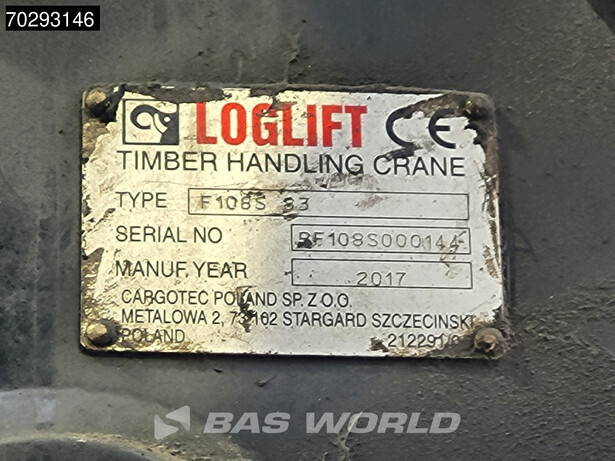 70293146
LOGLIFT CE
TIMBER HANDLING CRANE
TYPE F108S 83
SERIAL NO
MANUF. YEAR 2017
CARGOTEC POLAND SP. Z O.O.
METALOWA 2, 73-102 STARGARD SZCZECINSKI
POLAND
BAS WORLD